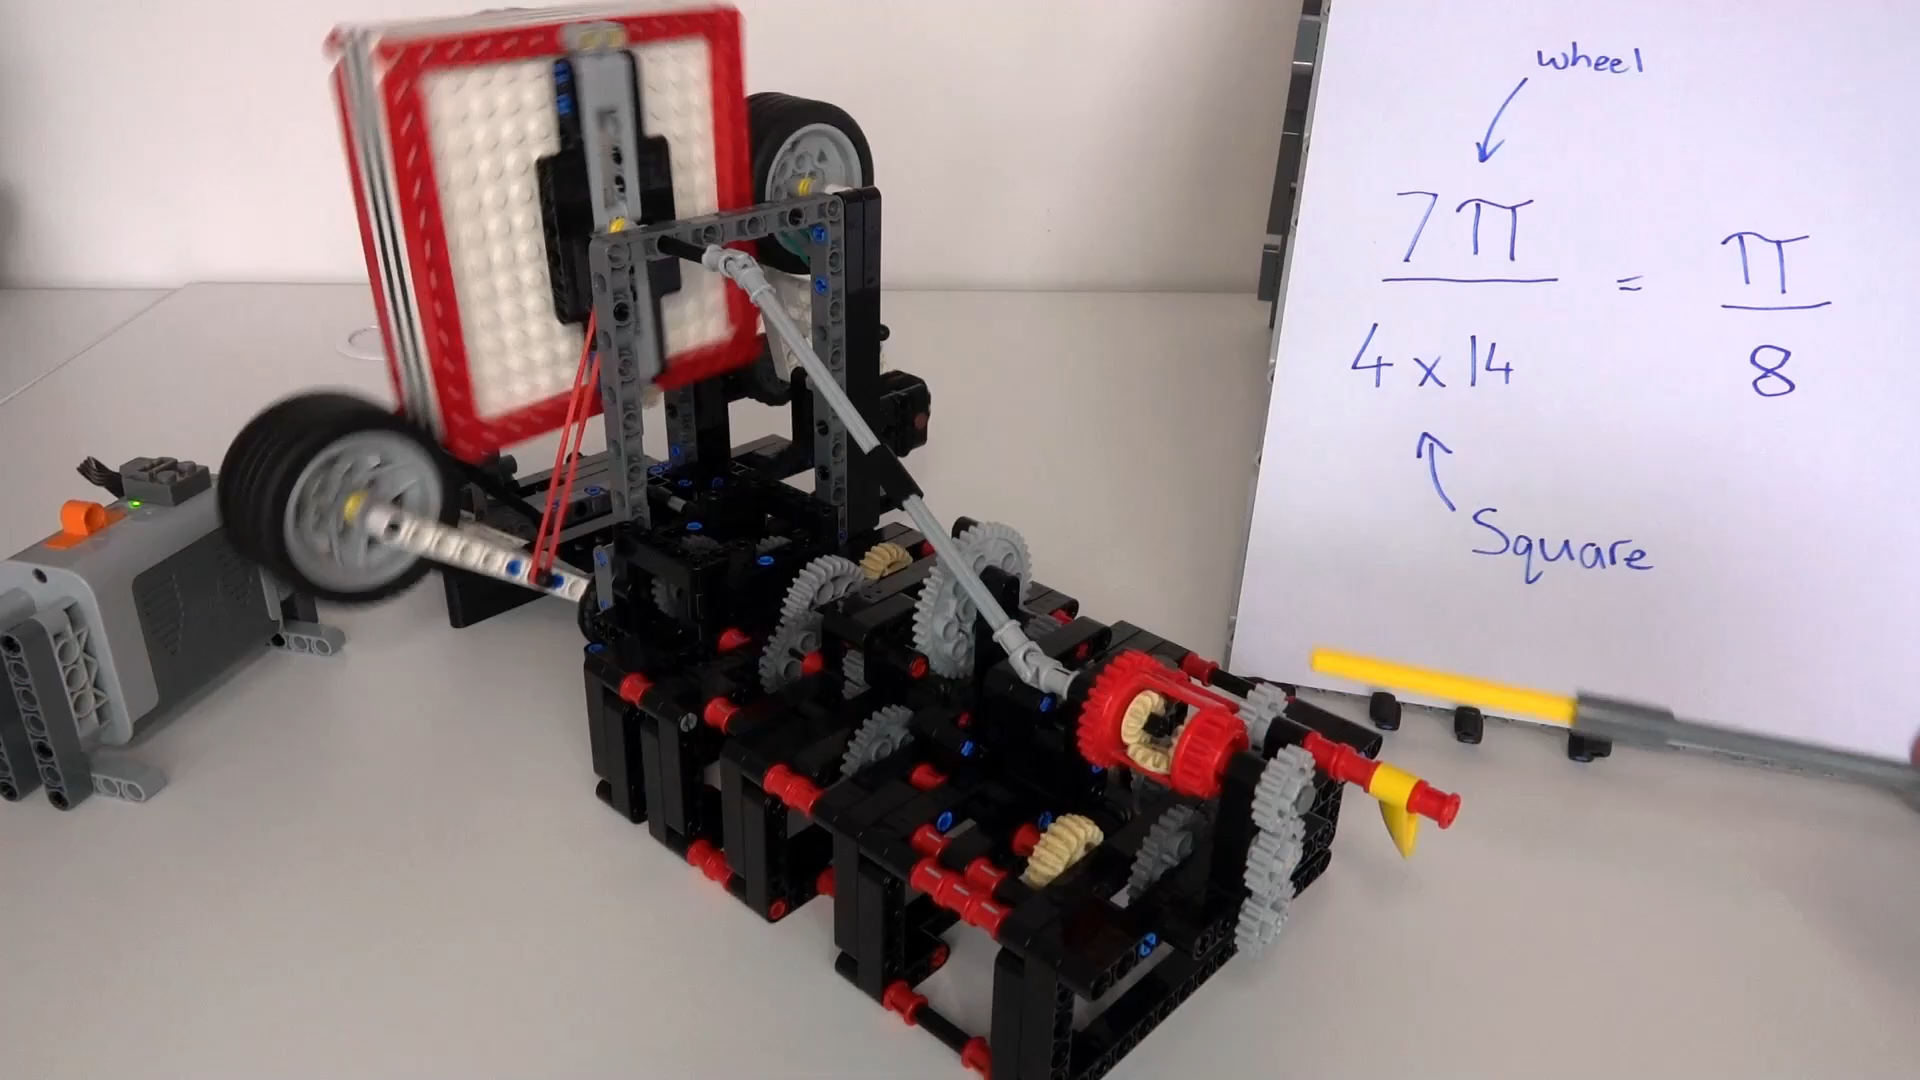 wheel
7π = π
4 x 14 8
Square